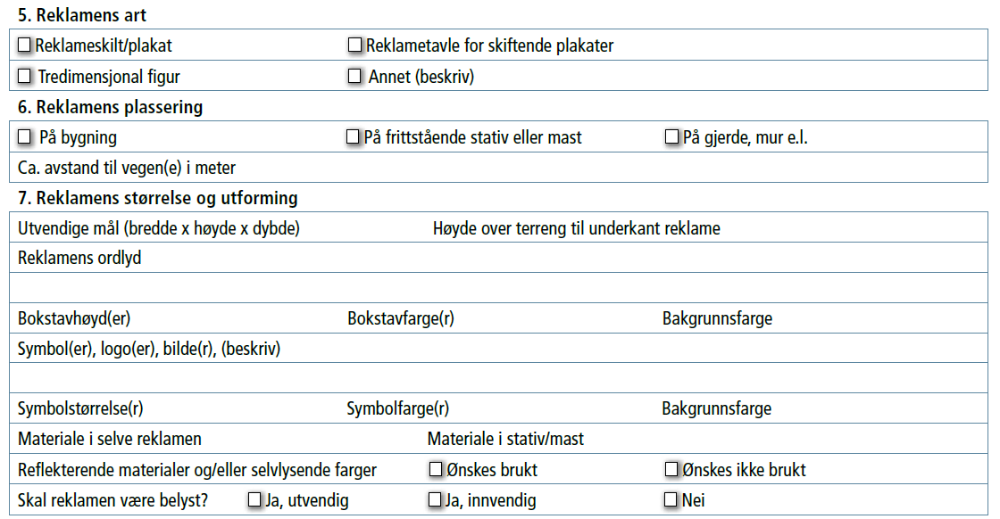 5. Reklamens art
Reklameskilt/plakat Reklametavle for skiftende plakater
Tredimensjonal figur Annet (beskriv)
6. Reklamens plassering
På bygning På frittstående stativ eller mast På gjerde, mur e.l.
Ca. avstand til vegen(e) i meter
7. Reklamens størrelse og utforming
Utvendige mål (bredde x høyde x dybde) Høyde over terreng til underkant reklame
Reklamens ordlyd
Bokstavhøyd(er) Bokstavfarge(r) Bakgrunnsfarge
Symbol(er), logo(er), bilde(r), (beskriv)
Symbolstørrelse(r) Symbolfarge(r) Bakgrunnsfarge
Materiale i selve reklamen Materiale i stativ/mast
Reflekterende materialer og/eller selvlysende farger Ønskes brukt Ønskes ikke brukt
Skal reklamen være belyst? Ja, utvendig Ja, innvendig Nei